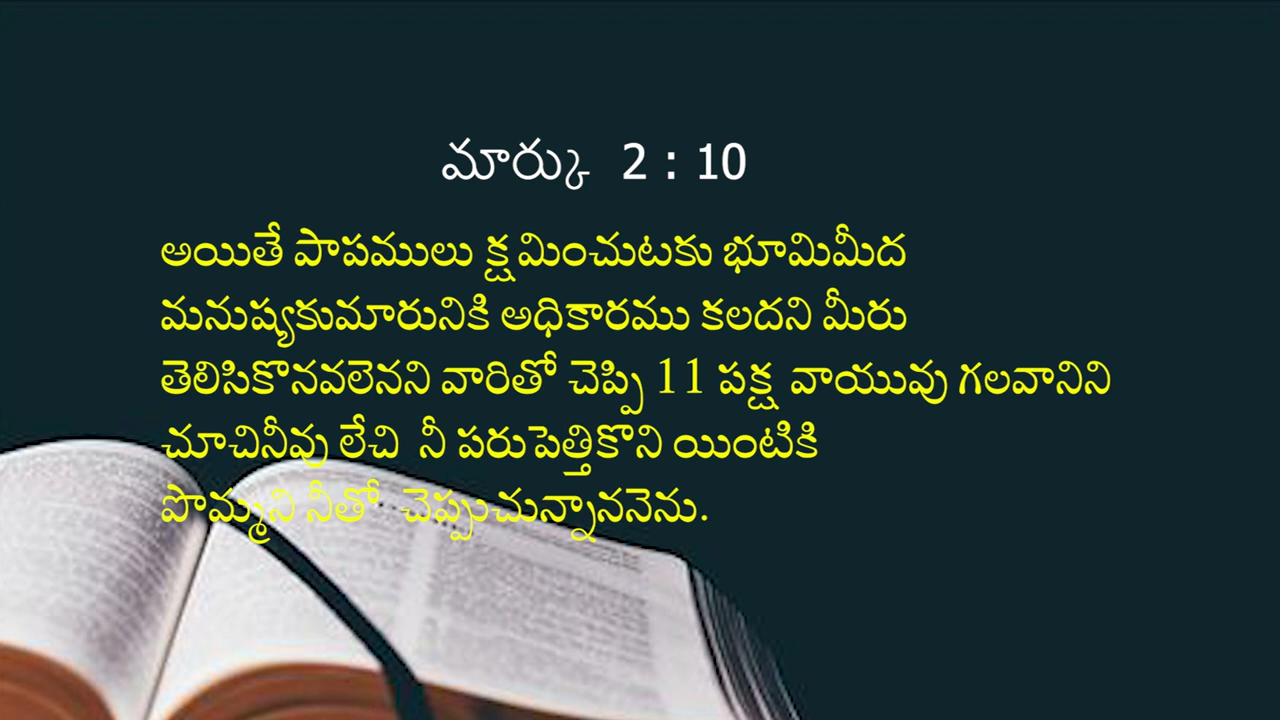 మార్కు 2 : 10
అయితే పాపములు క్షమించుటకు భూమిమీద
మనుష్యకుమారునికి అధికారము కలదని మీరు
తెలిసికొనవలెనని వారితో చెప్పి 11 పక్ష వాయువు గలవానిని
చూచినీవు లేచి నీ పరుపెత్తికొని యింటికి
పొమ్మని నీతో చెప్పుచున్నాననెను.